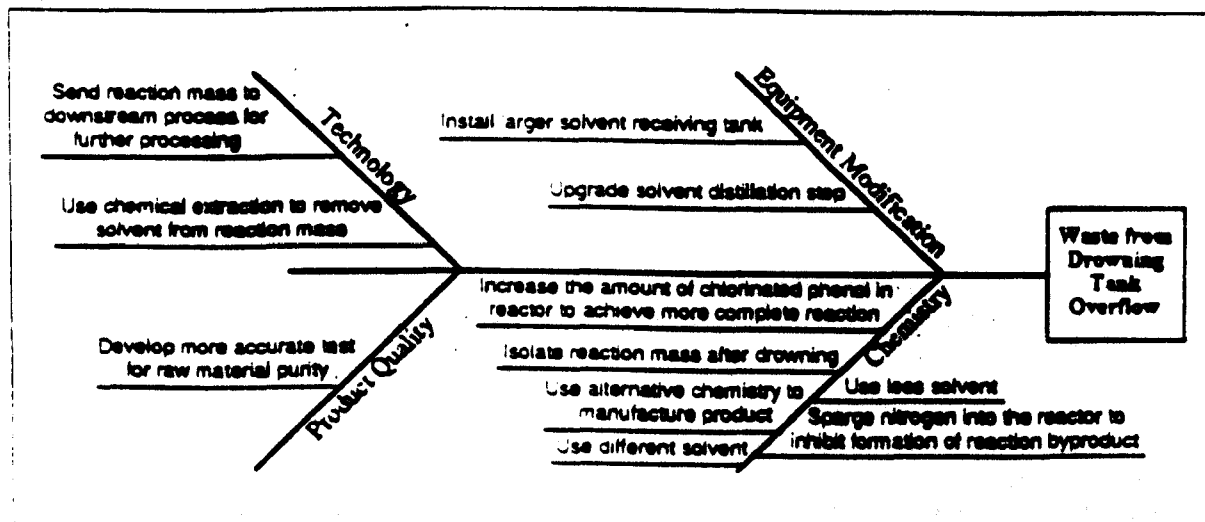 Send reaction mass to
downstream process for
further processing
Technology
Use chemical extraction to remove
solvent from reaction mass
Install larger solvent receiving tank
Equipment Modification
Upgrade solvent distillation step
Waste from
Drowning
Tank
Overflow
Increase the amount of chlorinated phenol in
reactor to achieve more complete reaction
Chemistry
Isolate reaction mass after drowning
Develop more accurate test
for raw material purity
Product Quality
Use alternative chemistry to
manufacture product
Use less solvent
Sparge nitrogen into the reactor to
inhibit formation of reaction byproduct
Use different solvent